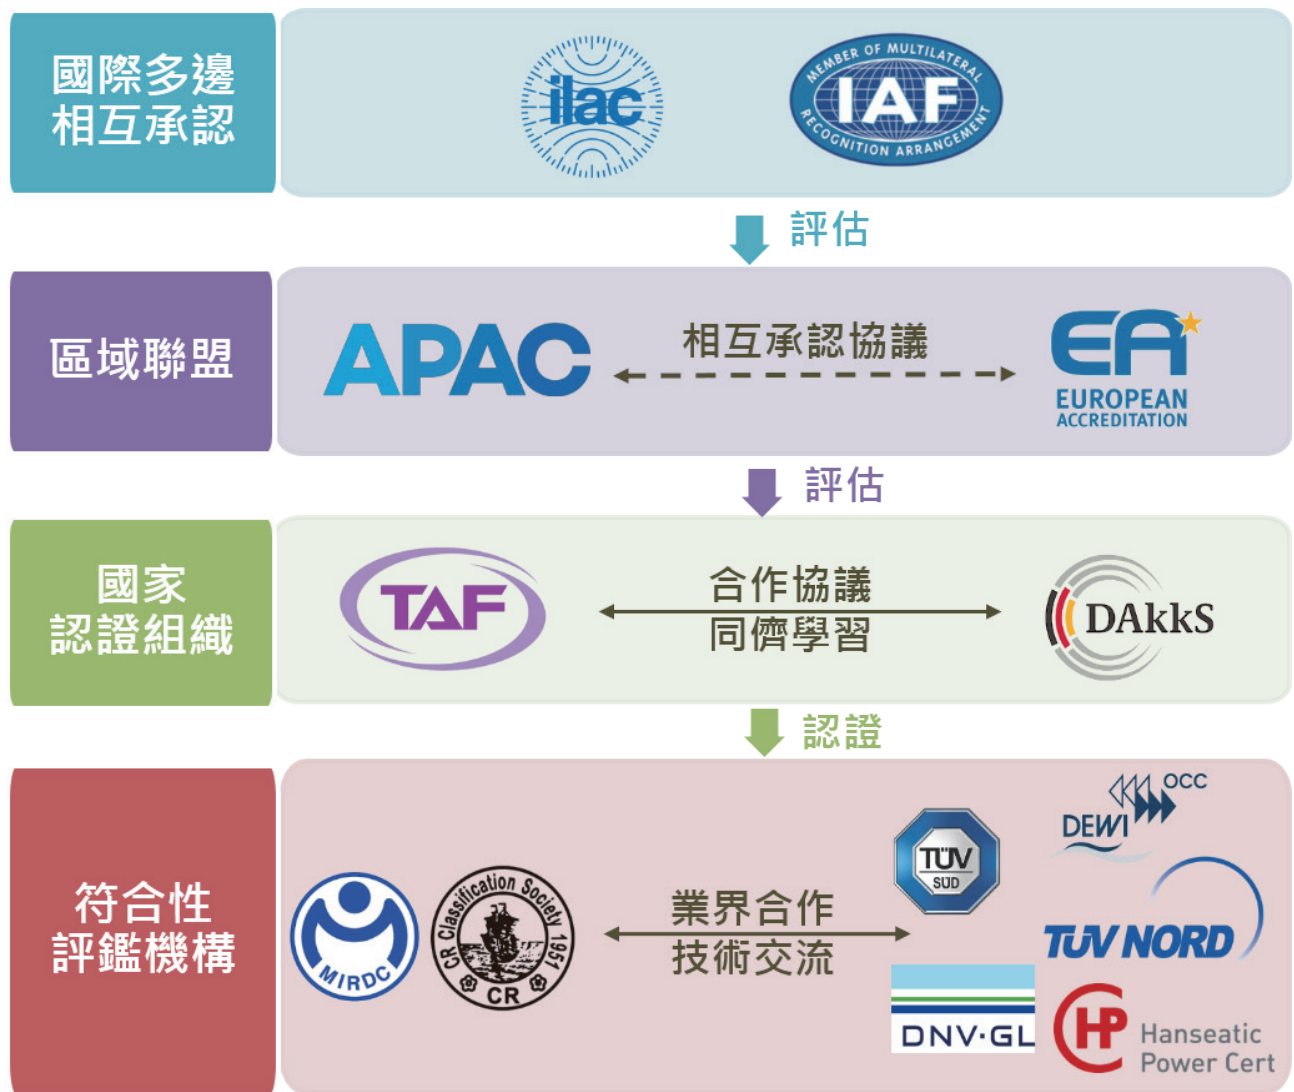 國際多邊
相互承認
ilac
MEMBER OF MULTILATERAL
IAF
RECOGNITION ARRANGEMENT
評估
區域聯盟
APAC
相互承認協議
EA
EUROPEAN
ACCREDITATION
評估
國家
認證組織
TAF
合作協議
同儕學習
DAkkS
認證
符合性
評鑑機構
MIRDC
CR Classification Society 1951
CR
業界合作
技術交流
TÜV
SÜD
DEWI
OCC
TÜV NORD
DNV·GL
HP
Hanseatic
Power Cert